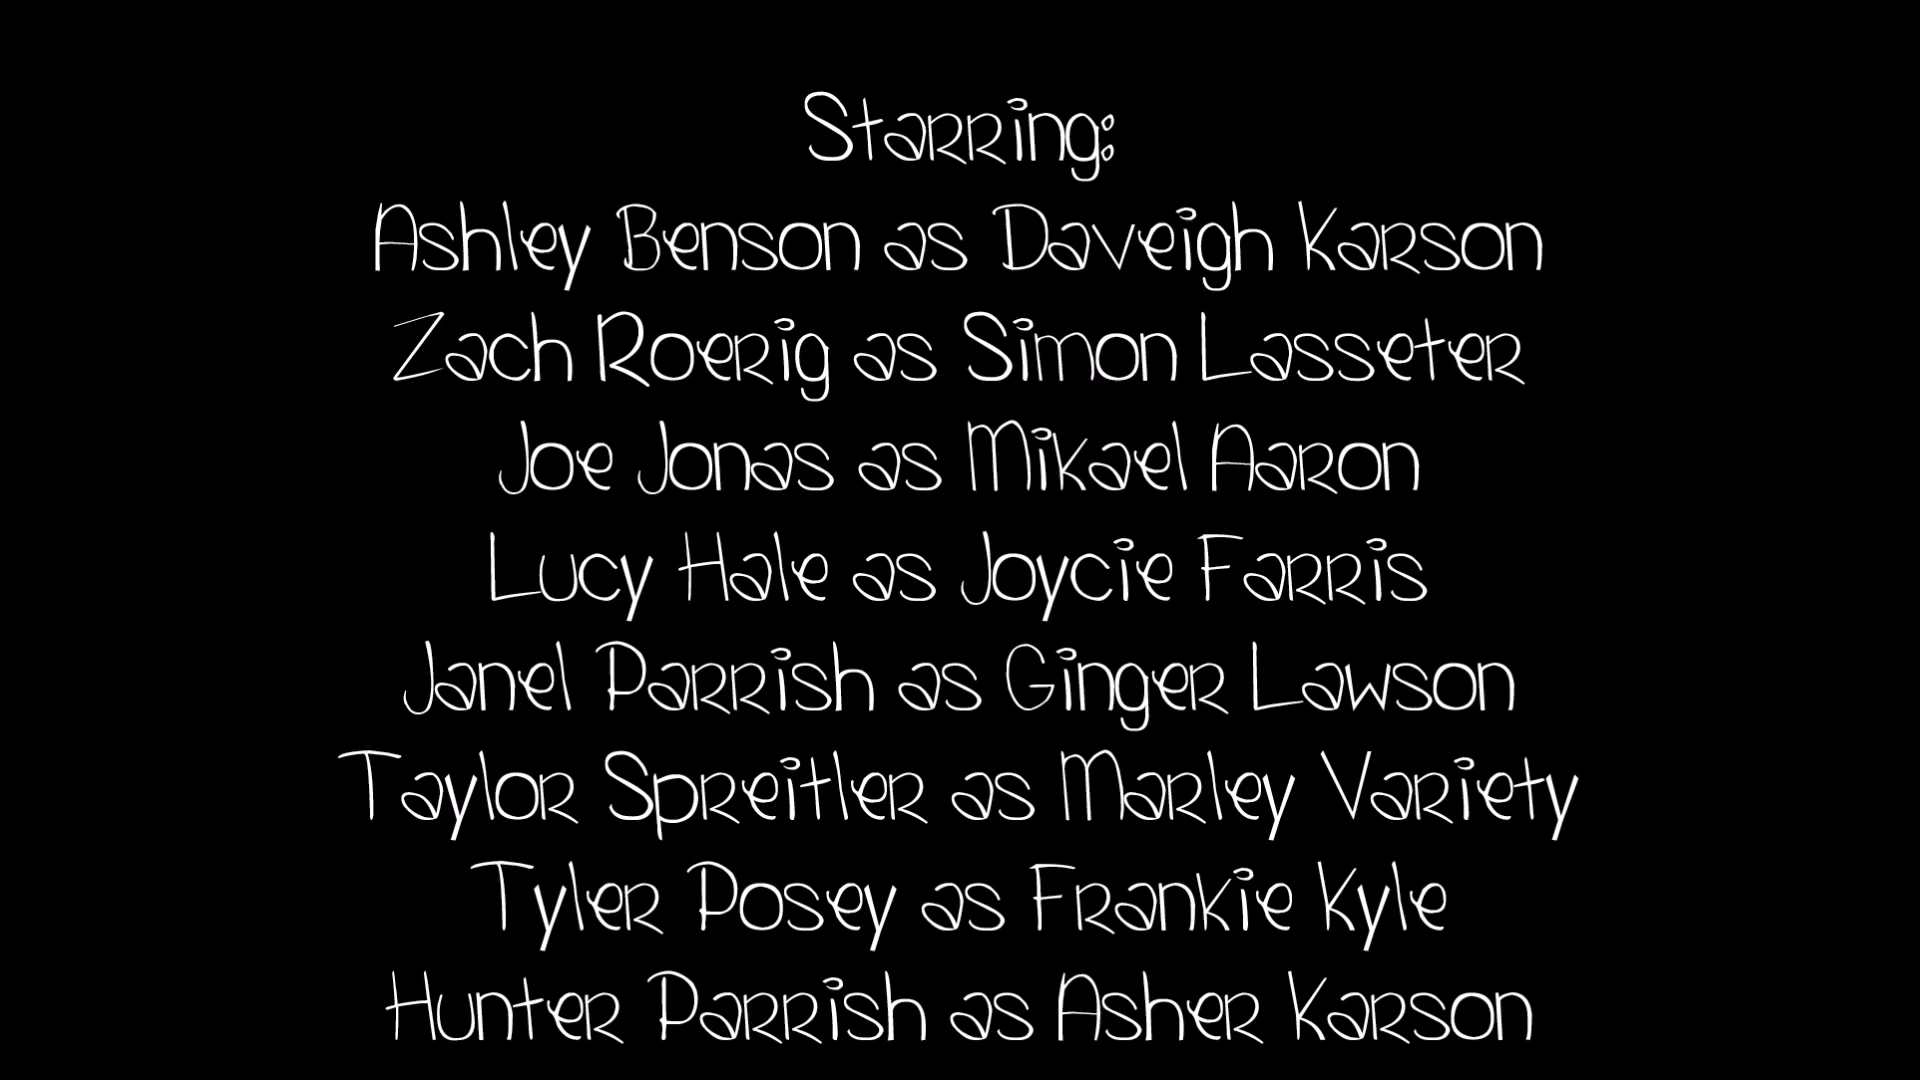 Starring:
Ashley Benson as Daveigh Karson
Zach Roerig as Simon Lasseter
Joe Jonas as Mikael Aaron
Lucy Hale as Joycie Farris
Janel Parrish as Ginger Lawson
Taylor Spreitler as Marley Variety
Tyler Posey as Frankie Kyle
Hunter Parrish as Asher Karson